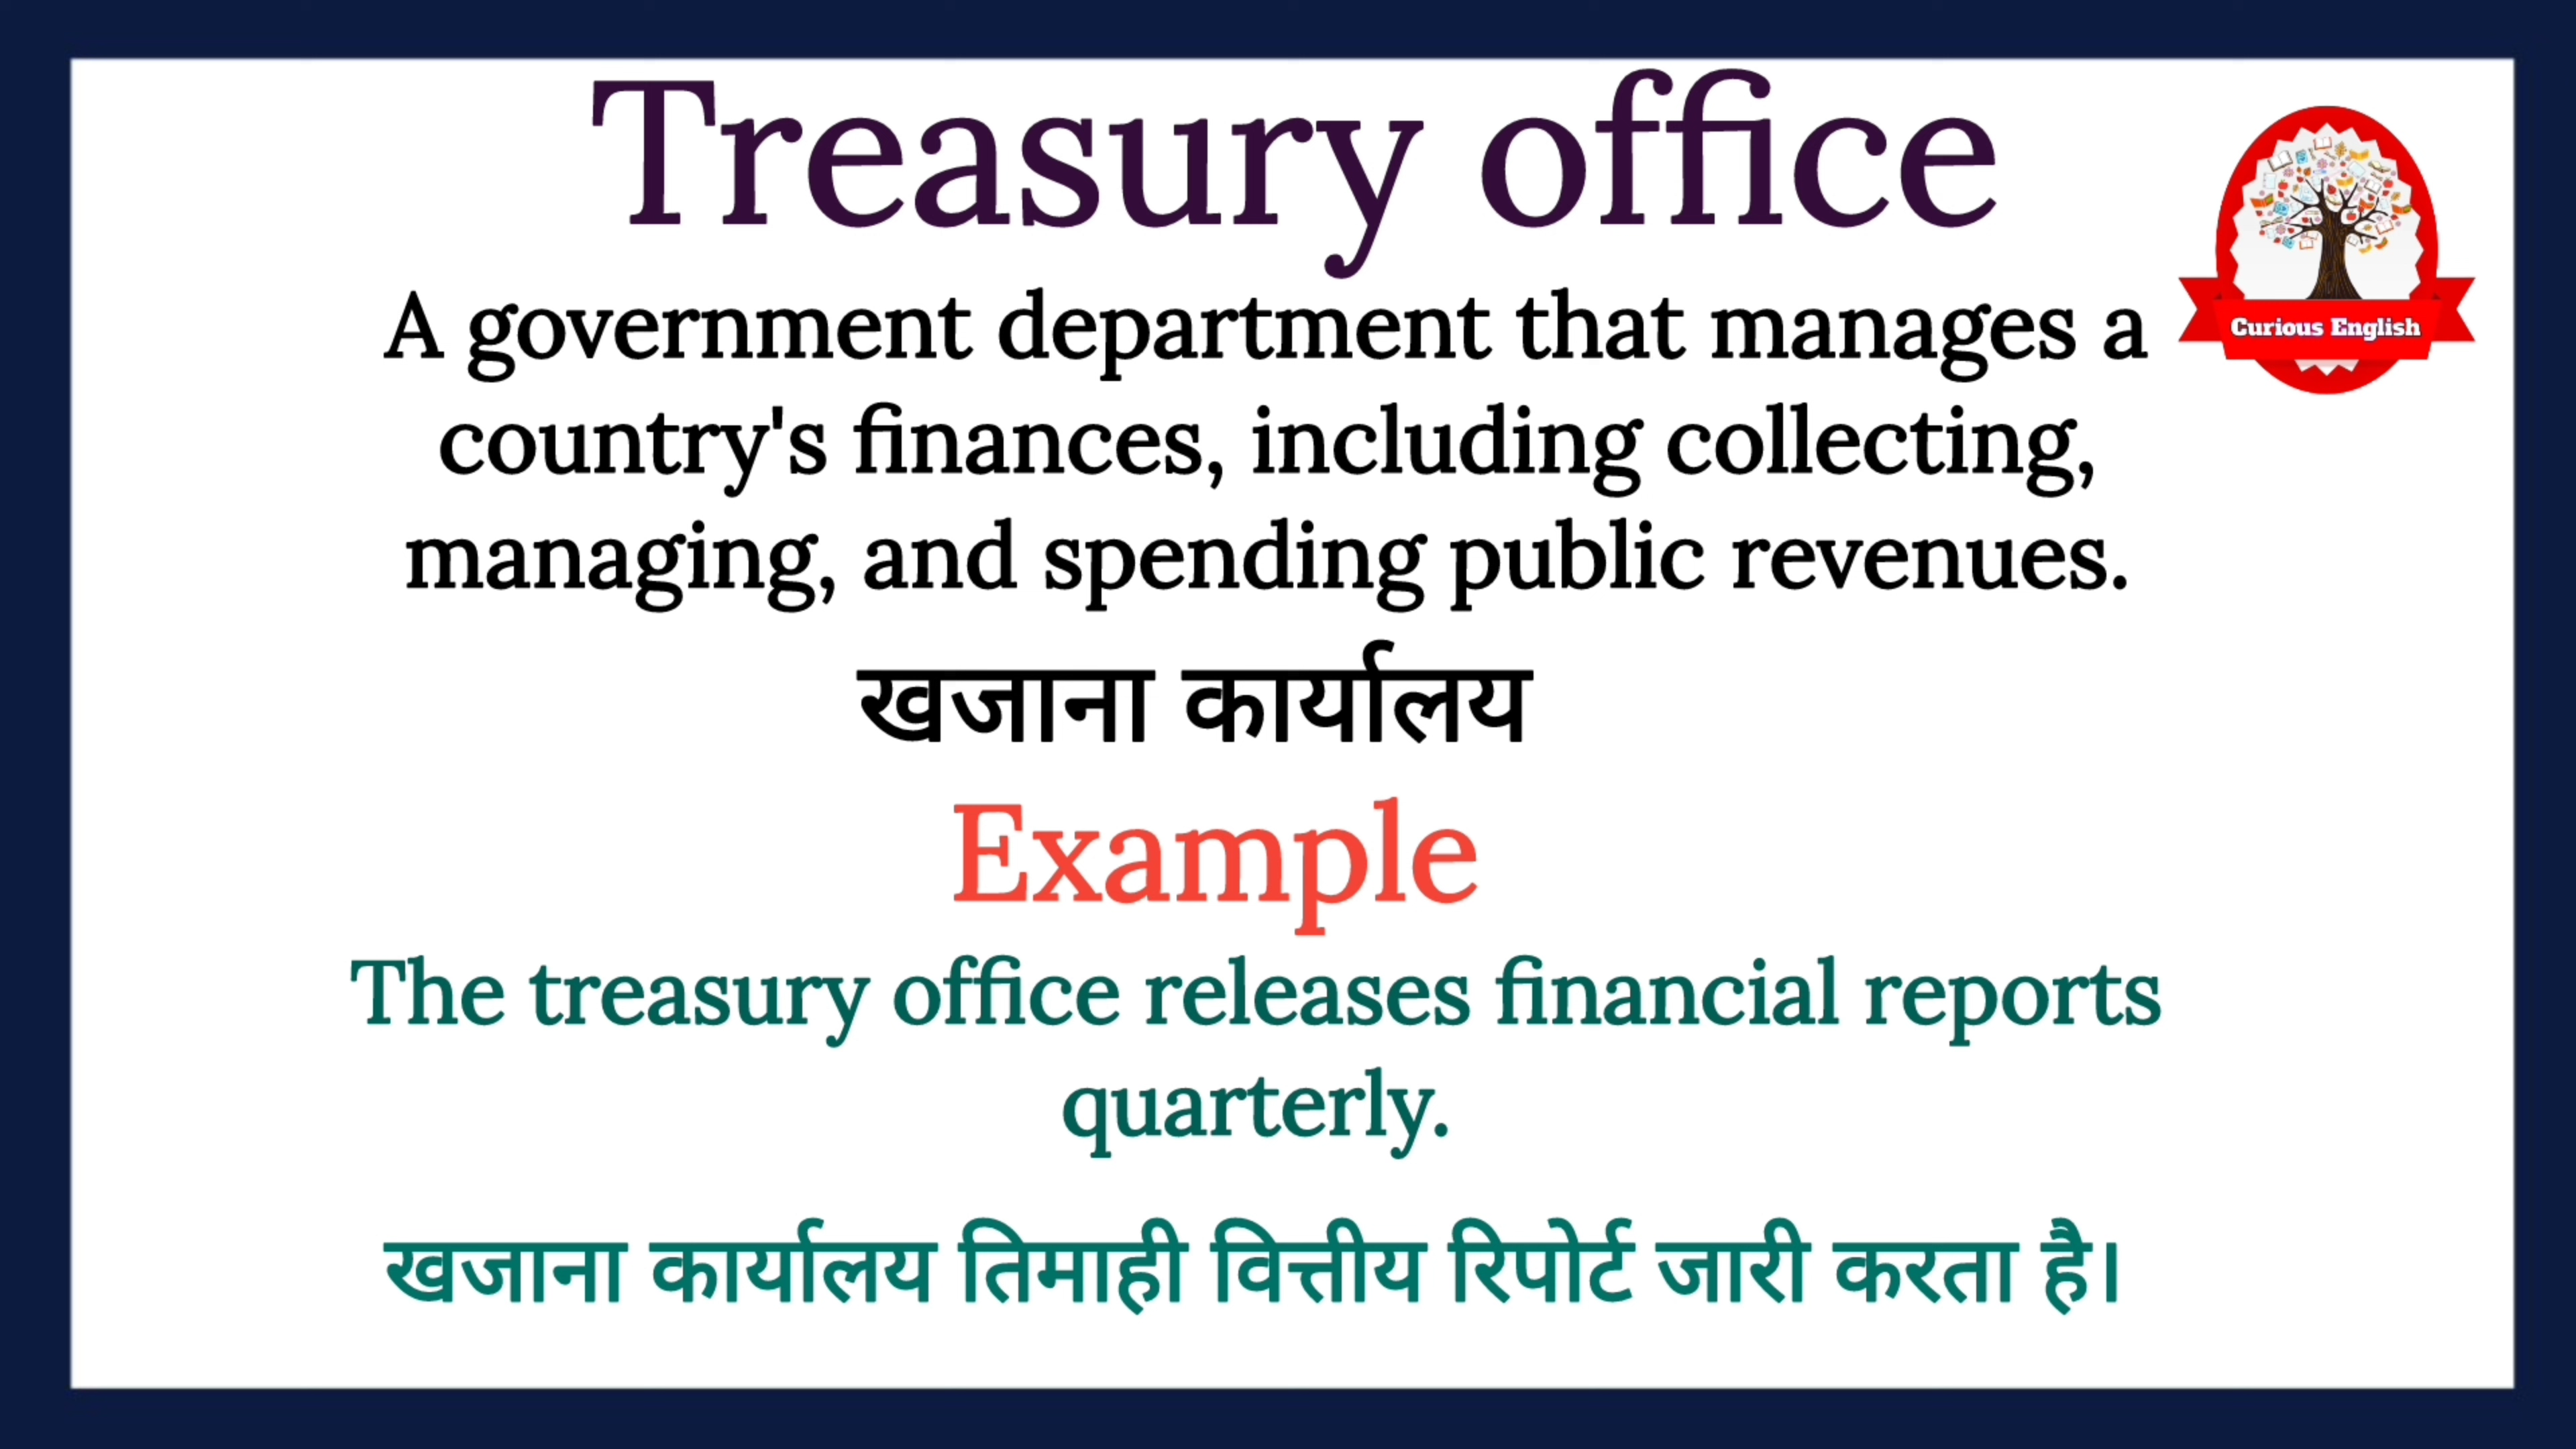 Treasury office
A government department that manages a
country's finances, including collecting,
managing, and spending public revenues.
Curious English
खजाना कार्यालय
Example
The treasury office releases financial reports
quarterly.
खजाना कार्यालय तिमाही वित्तीय रिपोर्ट जारी करता है।